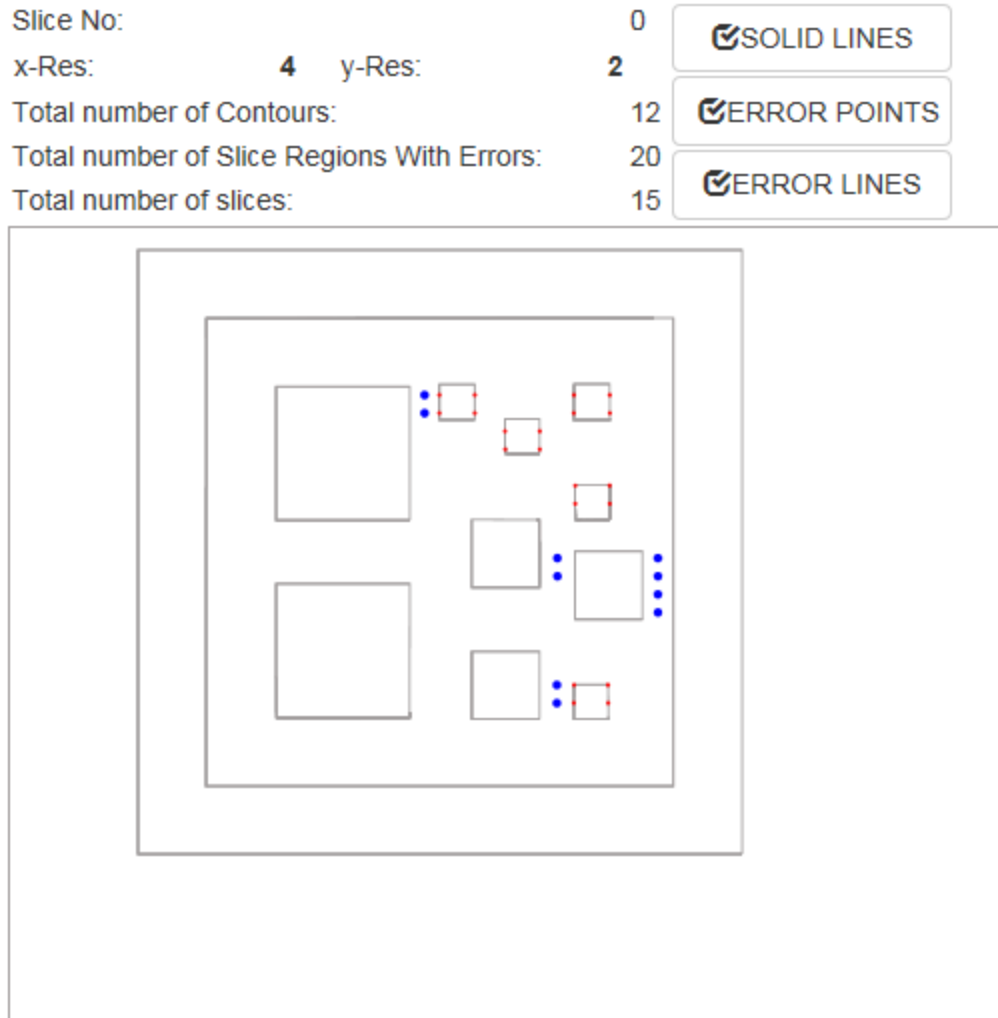 Slice No: 0
SOLID LINES
x-Res: 4 y-Res: 2
Total number of Contours: 12
ERROR POINTS
Total number of Slice Regions With Errors: 20
ERROR LINES
Total number of slices: 15